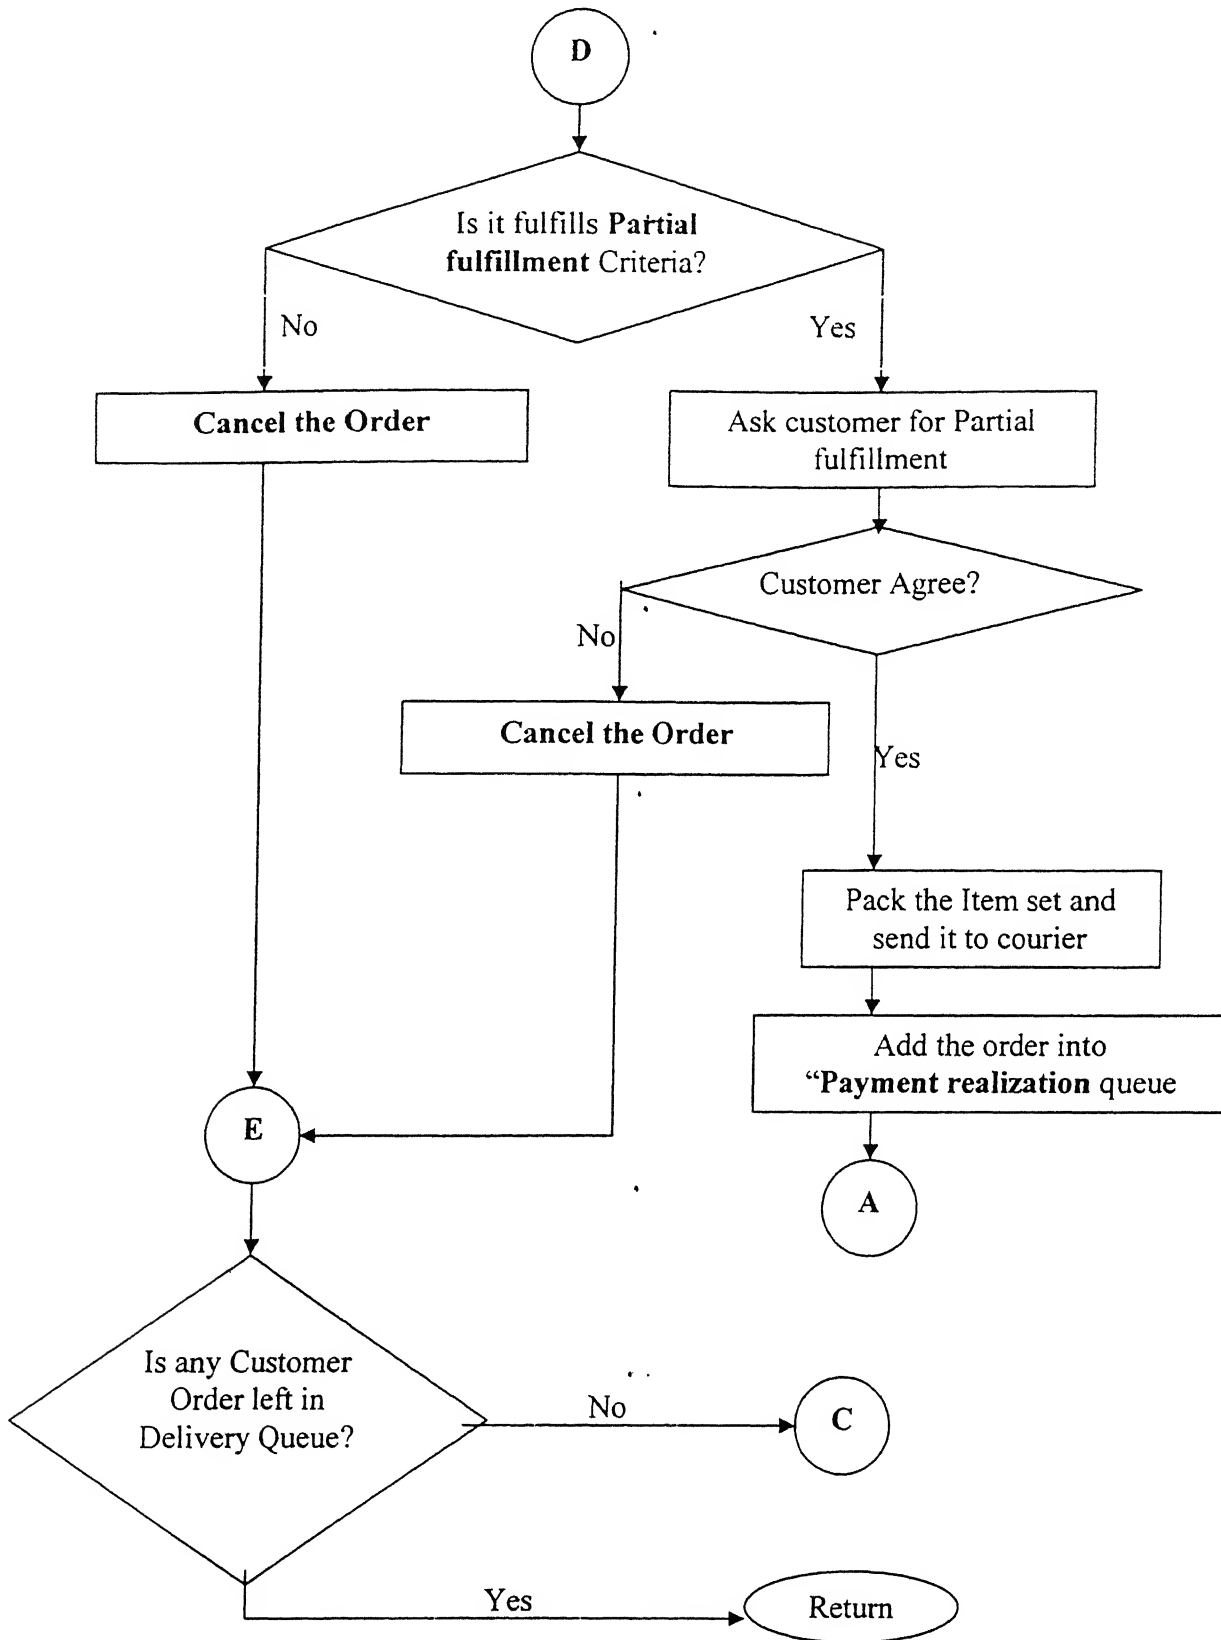 D
Is it fulfills Partial
fulfillment Criteria?
No
Yes
Cancel the Order
Ask customer for Partial
fulfillment
Customer Agree?
No
Cancel the Order
Yes
Pack the Item set and
send it to courier
Add the order into
“Payment realization queue
E
A
Is any Customer
Order left in
Delivery Queue?
No
C
Yes
Return